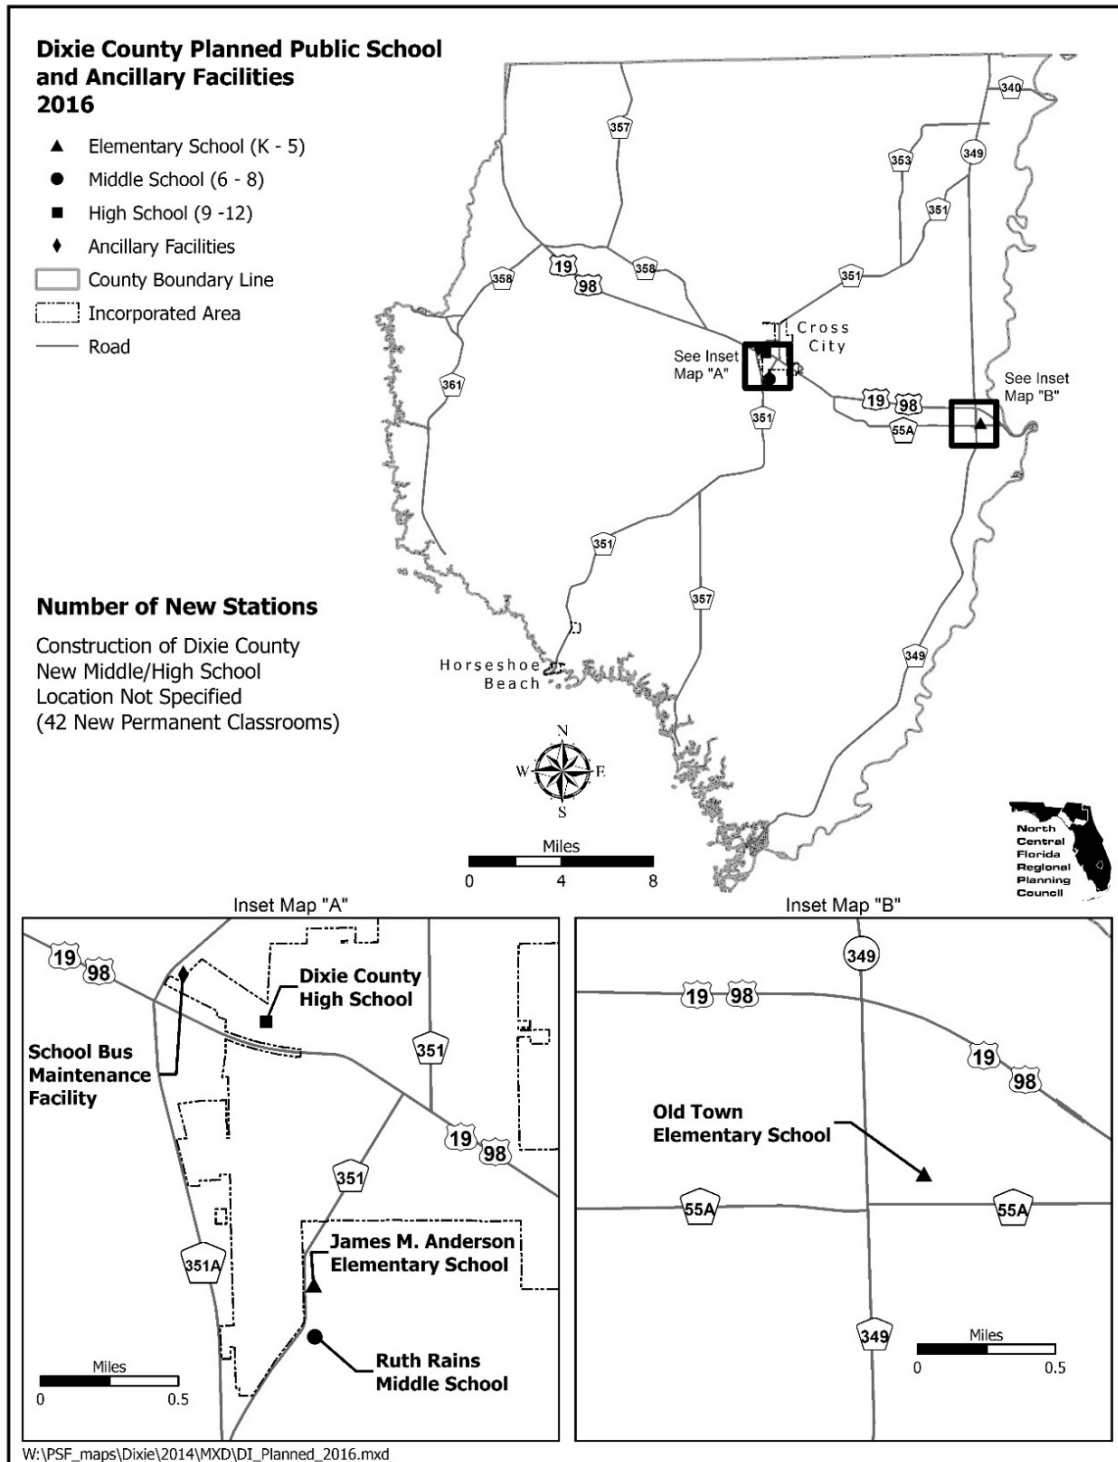 Dixie County Planned Public School
and Ancillary Facilities
2016
Elementary School (K - 5)
Middle School (6 - 8)
High School (9 -12)
Ancillary Facilities
County Boundary Line
Incorporated Area
Road
340
357
353
349
351
358
19
98
358
351
Cross
City
See Inset
Map "A"
361
See Inset
Map "B"
19
98
351
55A
351
357
349
Horseshoe
Beach
Number of New Stations
Construction of Dixie County
New Middle/High School
Location Not Specified
(42 New Permanent Classrooms)
N
W
E
S
Miles
0
4
8
North
Central
Florida
Regional
Planning
Council
Inset Map "A"
19
98
Dixie County
High School
351
School Bus
Maintenance
Facility
19
98
351
James M. Anderson
Elementary School
351A
Ruth Rains
Middle School
Miles
0
0.5
Inset Map "B"
349
19
98
19
98
Old Town
Elementary School
55A
55A
349
Miles
0
0.5
W:\PSF_maps\Dixie\2014\MXD\DI_Planned_2016.mxd